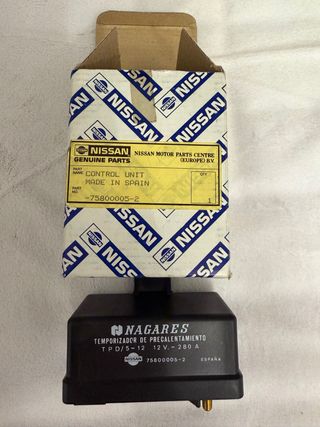 NISSAN
NISSAN
NISSAN
NISSAN
NISSAN
GENUINE PARTS
NISSAN MOTOR PARTS CENTRE
(EUROPE) B.V.
PART NAME
CONTROL UNIT
MADE IN SPAIN
QTY
PART NO.
-75800005-2
1
NISSAN
NISSAN
NISSAN
NAGARES
TEMPORIZADOR DE PRECALENTAMIENTO
TPD/5-12 12V.-280A
NISSAN
75800005-2
ESPAÑA